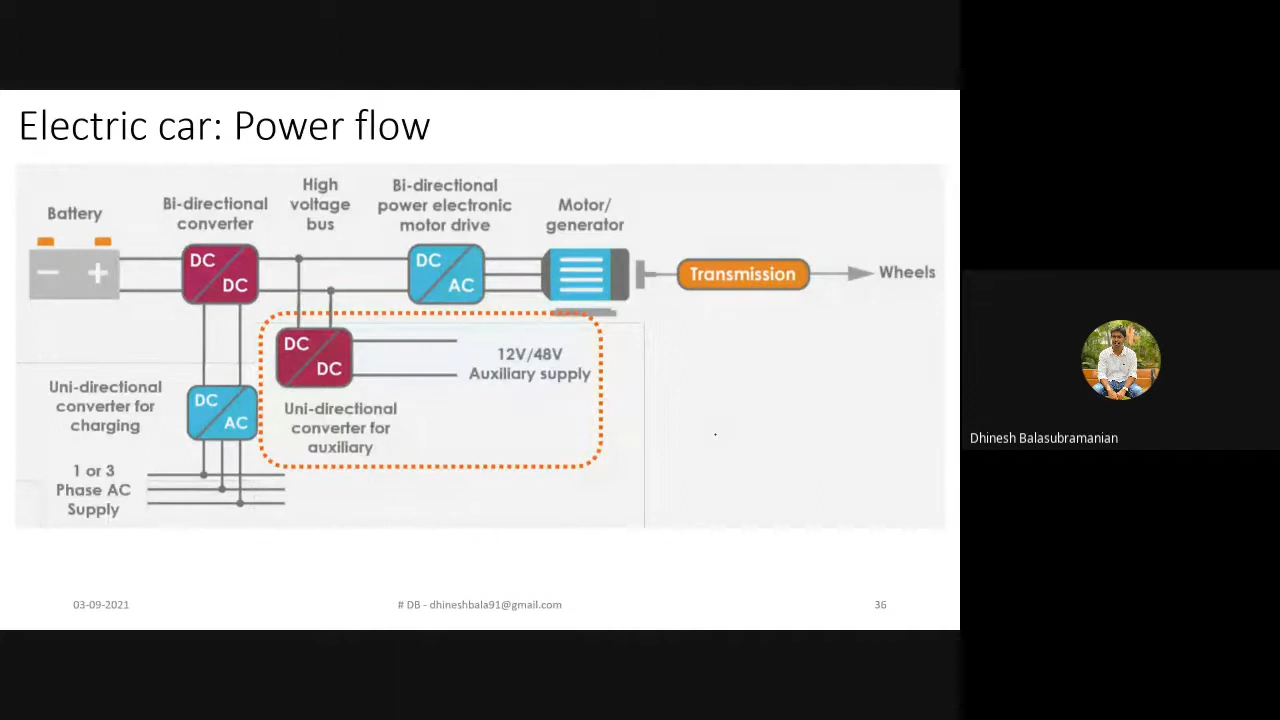 Electric car: Power flow
Battery
Bi-directional
converter
High
voltage
bus
Bi-directional
power electronic
motor drive
Motor/
generator
DC
DC
DC
AC
Transmission
Wheels
DC
DC
12V/48V
Auxiliary supply
Uni-directional
converter for
charging
DC
AC
Uni-directional
converter for
auxiliary
1 or 3
Phase AC
Supply
03-09-2021
# DB - dhineshbala91@gmail.com
36
Dhinesh Balasubramanian